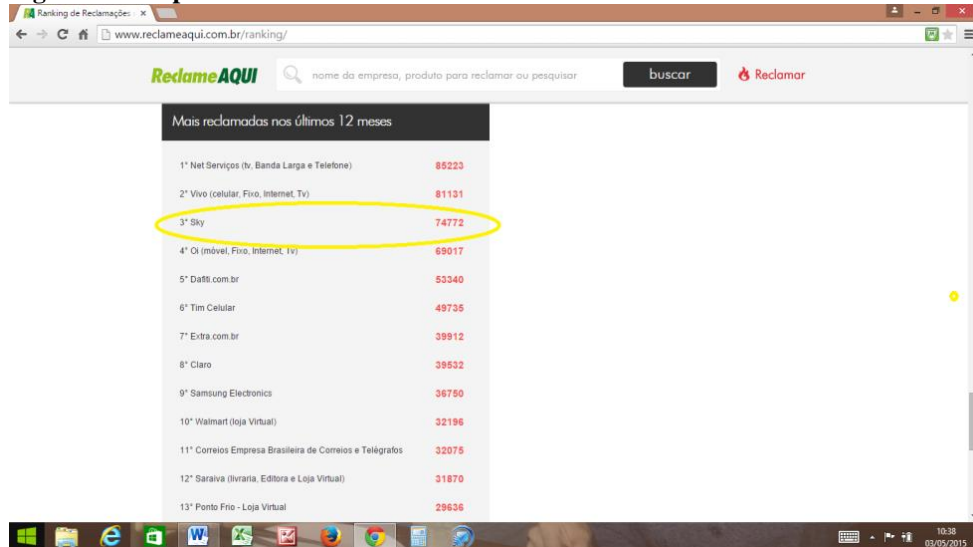 Ranking de Reclamações
www.reclameaqui.com.br/ranking/
ReclameAQUI
nome da empresa, produto para reclamar ou pesquisar
buscar
Reclamar
Mais reclamadas nos últimos 12 meses
1° Net Serviços (tv, Banda Larga e Telefone) 85223
2° Vivo (celular, Fixo, Internet, Tv) 81131
3° Sky 74772
4° Oi (móvel, Fixo, Internet, Tv) 69017
5° Dafiti.com.br 53340
6° Tim Celular 49735
7° Extra.com.br 39912
8° Claro 39532
9° Samsung Electronics 36750
10° Walmart (loja Virtual) 32196
11° Correios Empresa Brasileira de Correios e Telégrafos 32075
12° Saraiva (livraria, Editora e Loja Virtual) 31870
13° Ponto Frio - Loja Virtual 29636
10:38
03/05/2015